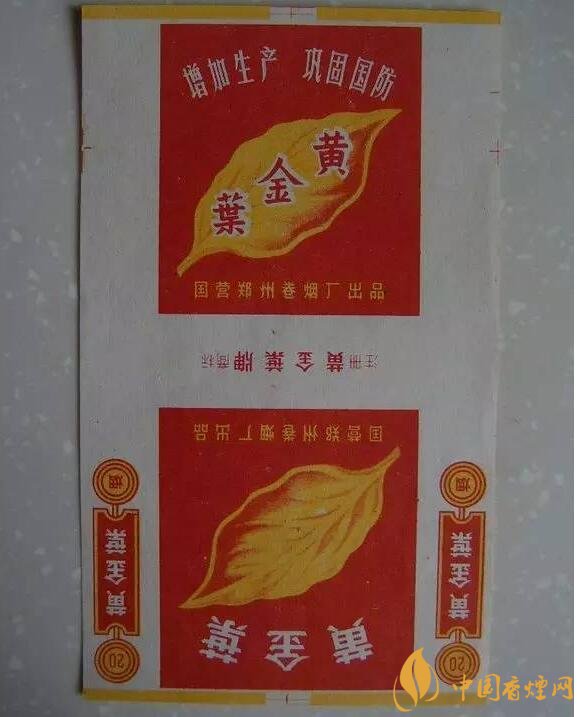 增加生产 巩固国防
黄金葉
国营郑州卷烟厂出品
注册 黄金葉牌 商标
国营郑州卷烟厂出品
黄金葉
烟
黄金葉
20
烟
黄金葉
20
中国香烟网